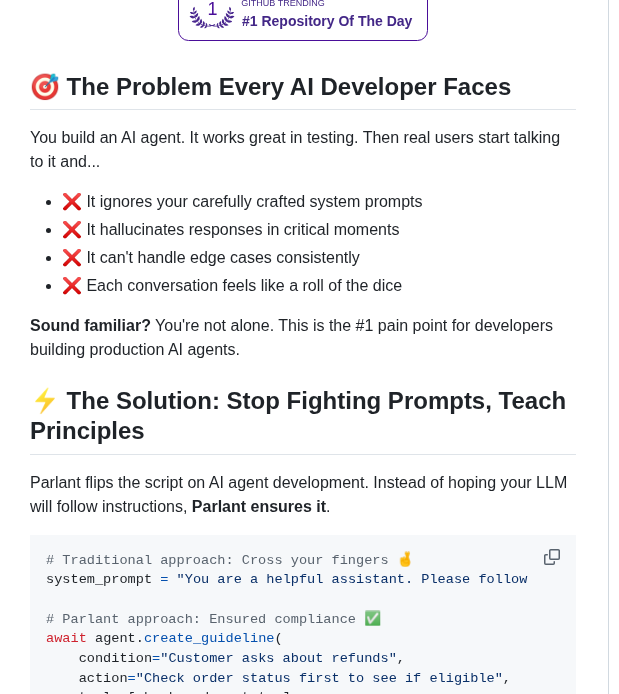 GITHUB TRENDING
1
#1 Repository Of The Day
🎯 The Problem Every AI Developer Faces
You build an AI agent. It works great in testing. Then real users start talking
to it and...
• ❌ It ignores your carefully crafted system prompts
• ❌ It hallucinates responses in critical moments
• ❌ It can't handle edge cases consistently
• ❌ Each conversation feels like a roll of the dice
Sound familiar? You're not alone. This is the #1 pain point for developers
building production AI agents.
⚡ The Solution: Stop Fighting Prompts, Teach
Principles
Parlant flips the script on AI agent development. Instead of hoping your LLM
will follow instructions, Parlant ensures it.
# Traditional approach: Cross your fingers 🤞
system_prompt = "You are a helpful assistant. Please follow
# Parlant approach: Ensured compliance ✅
await agent.create_guideline(
    condition="Customer asks about refunds",
    action="Check order status first to see if eligible",